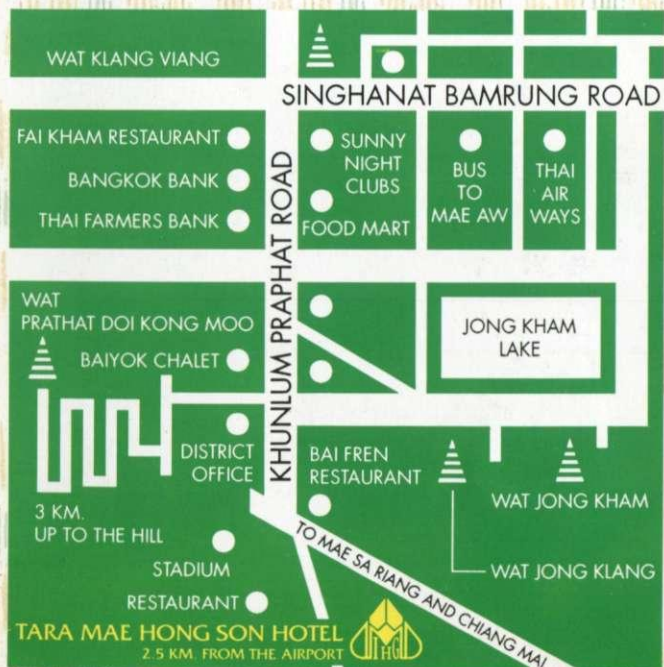 WAT KLANG VIANG
SINGHANAT BAMRUNG ROAD
FAI KHAM RESTAURANT
BANGKOK BANK
THAI FARMERS BANK
KHUNLUM PRAPHAT ROAD
SUNNY
NIGHT
CLUBS
FOOD MART
BUS
TO
MAE AW
THAI
AIR
WAYS
WAT
PRATHAT DOI KONG MOO
BAIYOK CHALET
JONG KHAM
LAKE
DISTRICT
OFFICE
BAI FREN
RESTAURANT
3 KM.
UP TO THE HILL
WAT JONG KHAM
WAT JONG KLANG
STADIUM
RESTAURANT
TO MAE SA RIANG AND CHIANG MAI
TARA MAE HONG SON HOTEL
2.5 KM. FROM THE AIRPORT